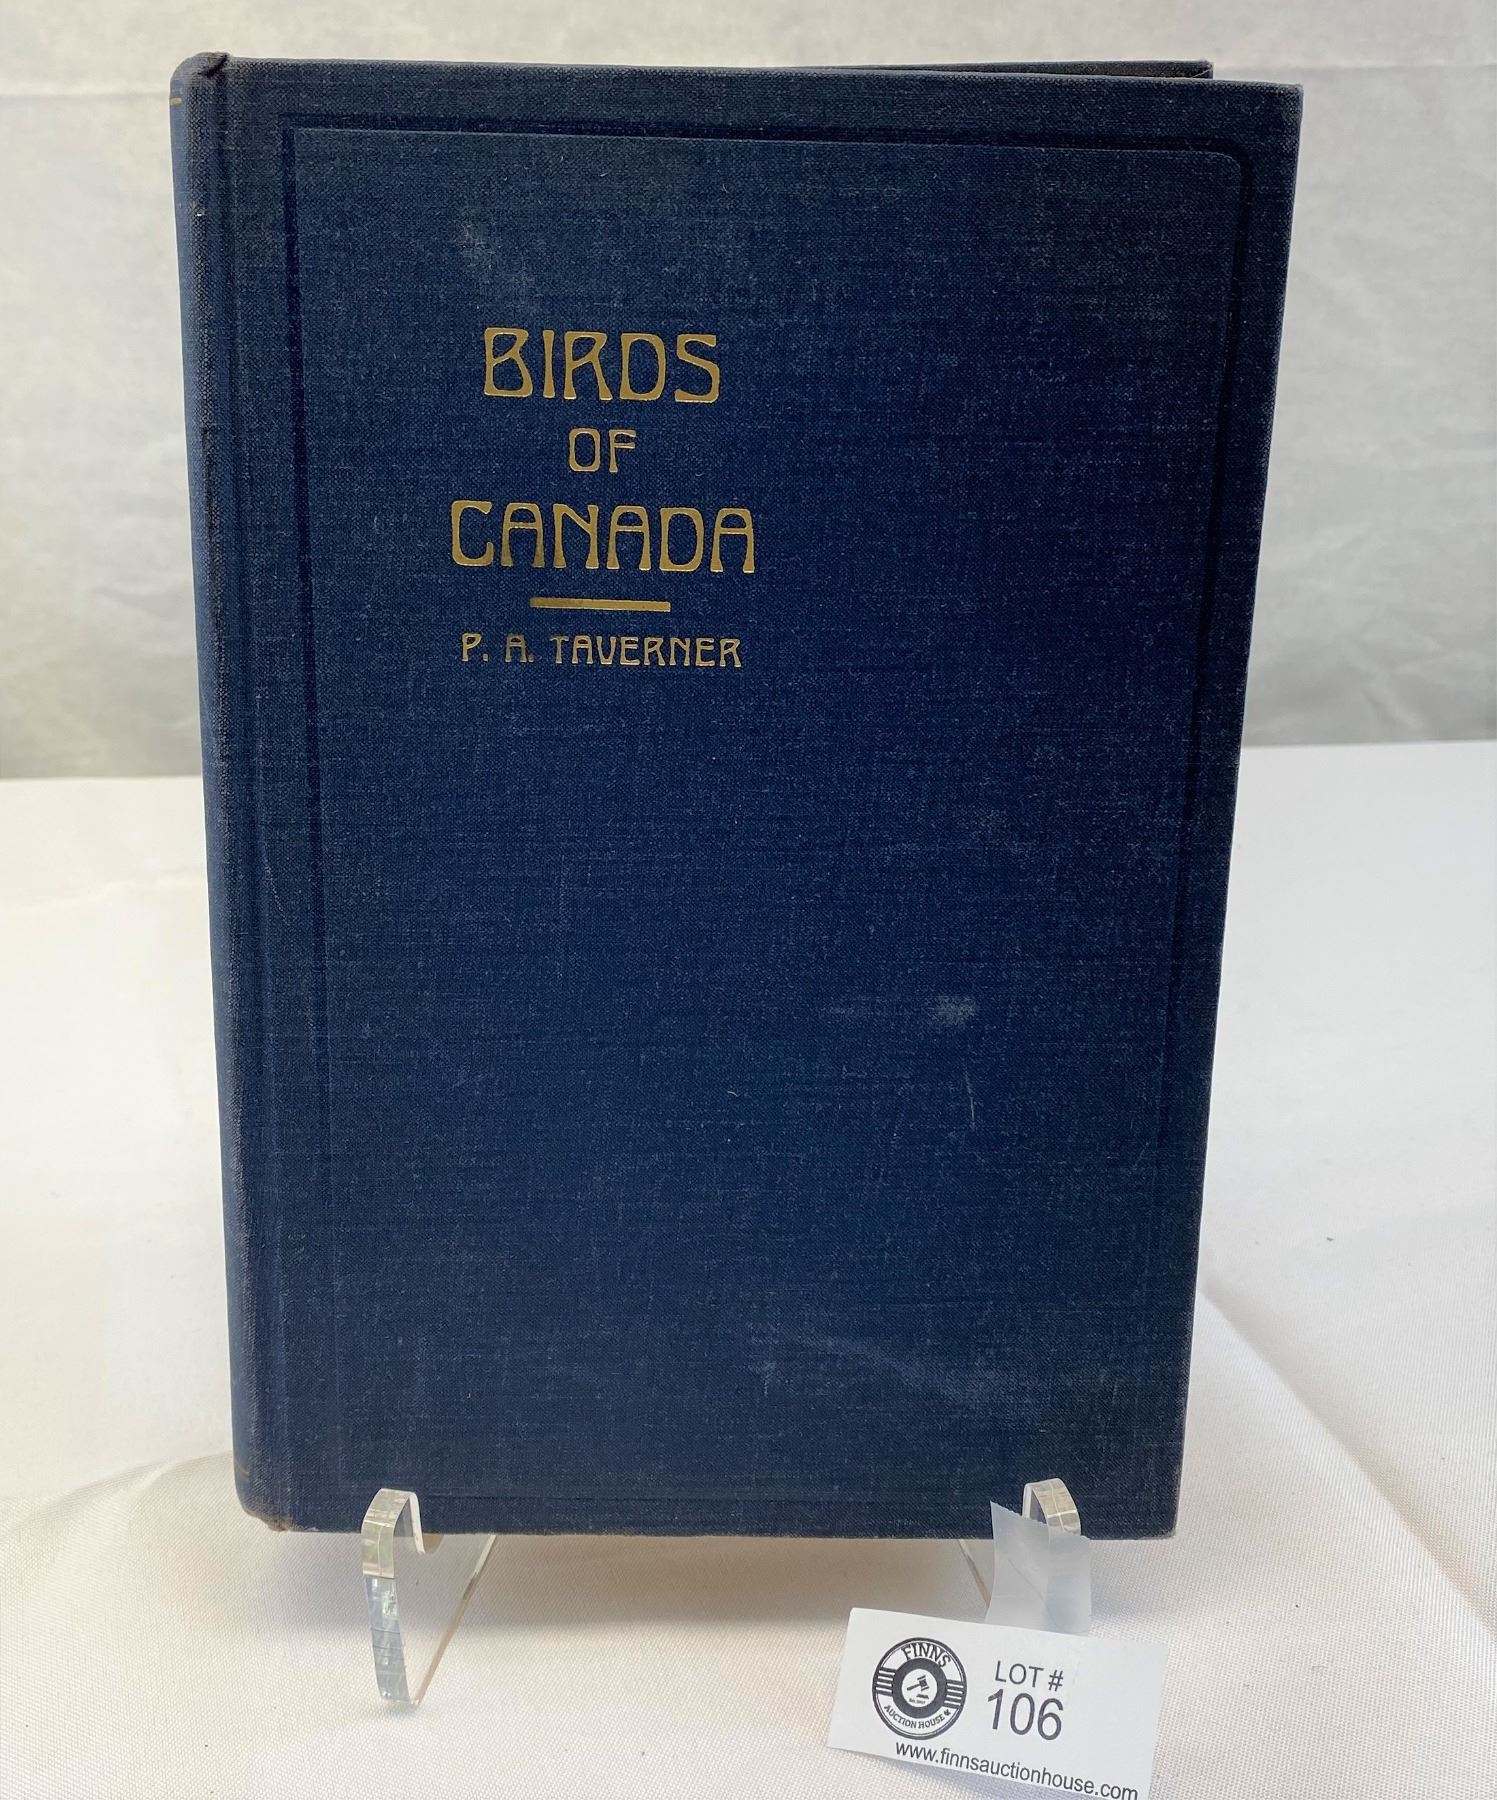 BIRDS
OF
CANADA
P. A. TAVERNER
FINNS
AUCTION HOUSE
LOT #
106
www.finnsauctionhouse.com